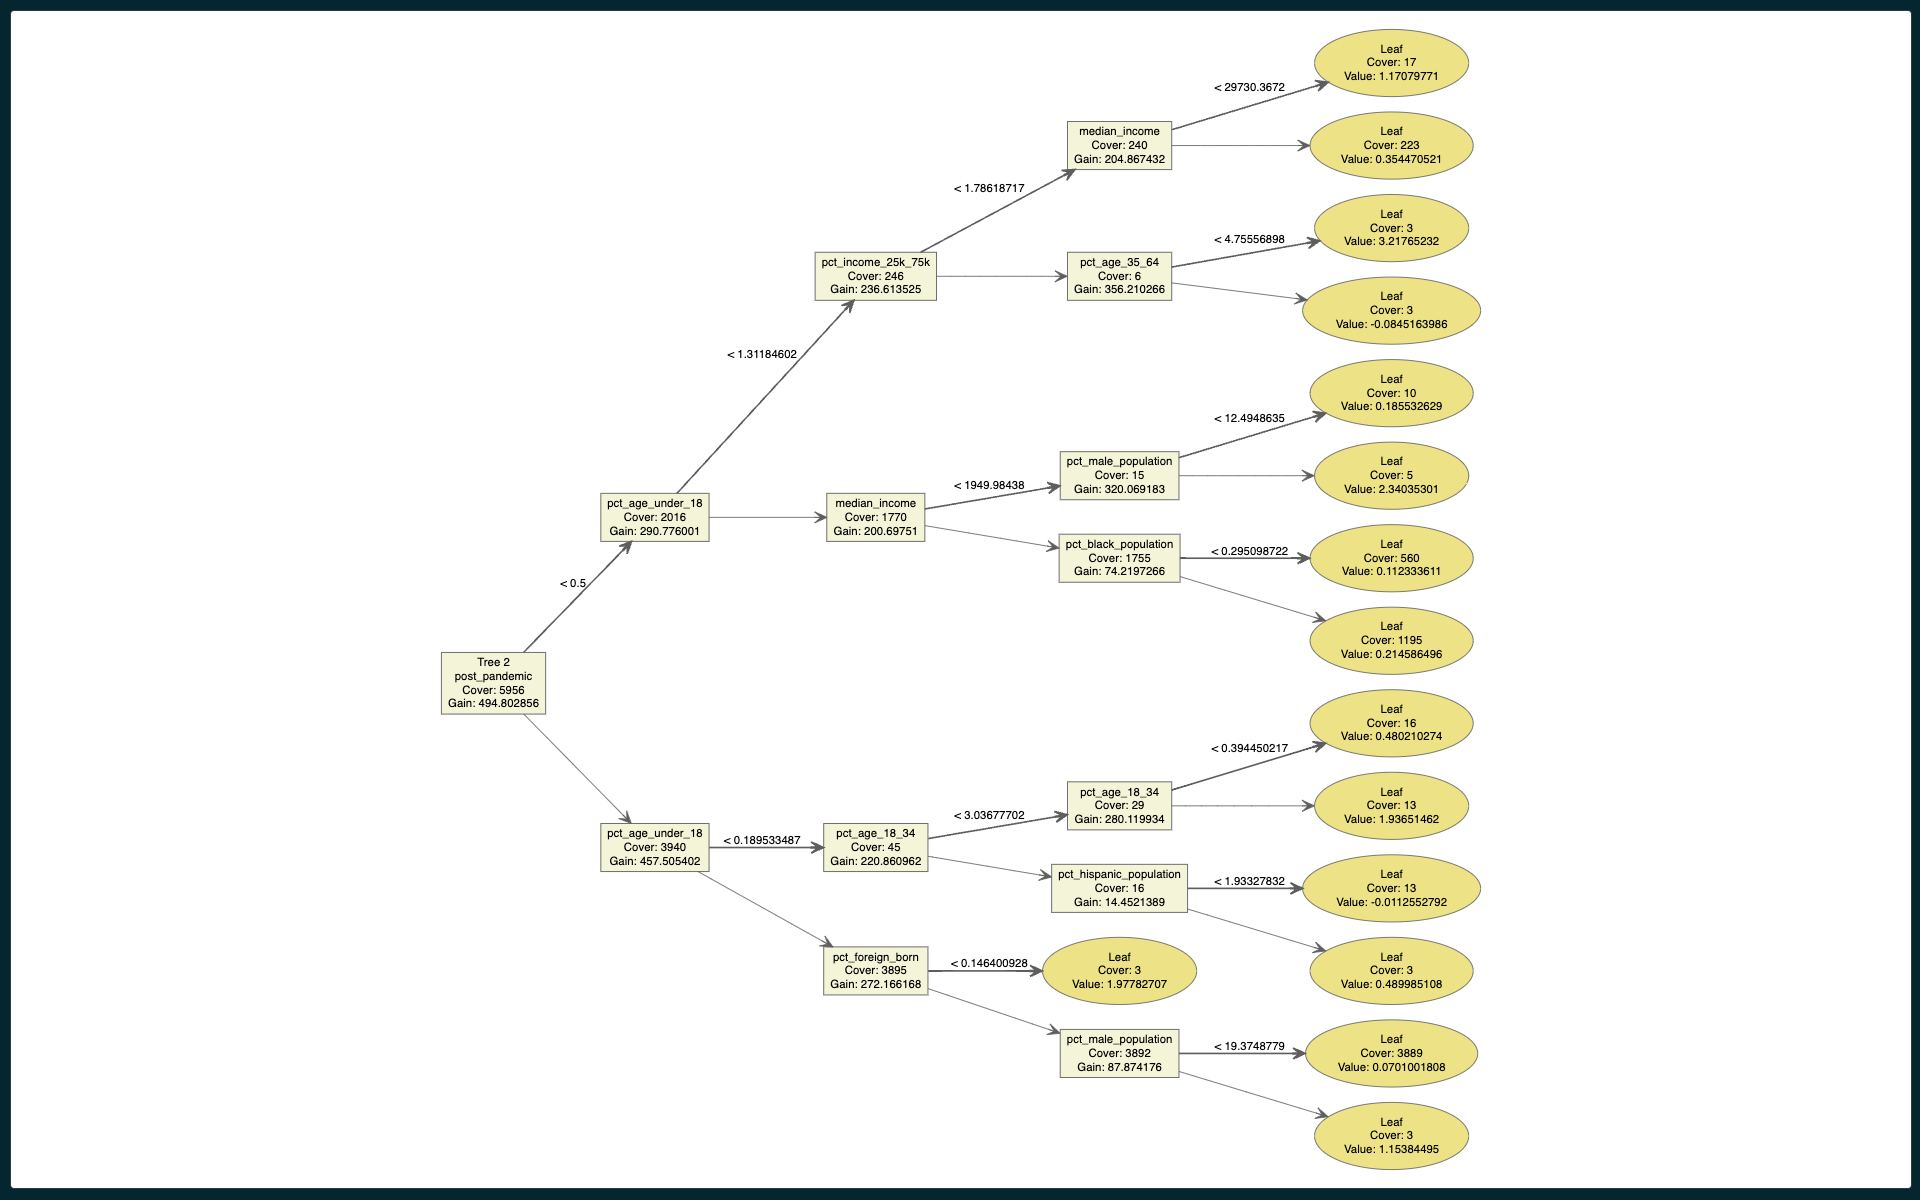 Tree 2
post_pandemic
Cover: 5956
Gain: 494.802856
< 0.5
pct_age_under_18
Cover: 2016
Gain: 290.776001
pct_age_under_18
Cover: 3940
Gain: 457.505402
< 1.31184602
< 0.189533487
pct_income_25k_75k
Cover: 246
Gain: 236.613525
median_income
Cover: 1770
Gain: 200.69751
pct_age_18_34
Cover: 45
Gain: 220.860962
pct_foreign_born
Cover: 3895
Gain: 272.166168
< 1.78618717
< 1949.98438
< 3.03677702
< 0.146400928
median_income
Cover: 240
Gain: 204.867432
pct_age_35_64
Cover: 6
Gain: 356.210266
pct_male_population
Cover: 15
Gain: 320.069183
pct_black_population
Cover: 1755
Gain: 74.2197266
pct_age_18_34
Cover: 29
Gain: 280.119934
pct_hispanic_population
Cover: 16
Gain: 14.4521389
Leaf
Cover: 3
Value: 1.97782707
pct_male_population
Cover: 3892
Gain: 87.874176
< 29730.3672
< 4.75556898
< 12.4948635
< 0.295098722
< 0.394450217
< 1.93327832
< 19.3748779
Leaf
Cover: 17
Value: 1.17079771
Leaf
Cover: 223
Value: 0.354470521
Leaf
Cover: 3
Value: 3.21765232
Leaf
Cover: 3
Value: -0.0845163986
Leaf
Cover: 10
Value: 0.185532629
Leaf
Cover: 5
Value: 2.34035301
Leaf
Cover: 560
Value: 0.112333611
Leaf
Cover: 1195
Value: 0.214586496
Leaf
Cover: 16
Value: 0.480210274
Leaf
Cover: 13
Value: 1.93651462
Leaf
Cover: 13
Value: -0.0112552792
Leaf
Cover: 3
Value: 0.489985108
Leaf
Cover: 3889
Value: 0.0701001808
Leaf
Cover: 3
Value: 1.15384495